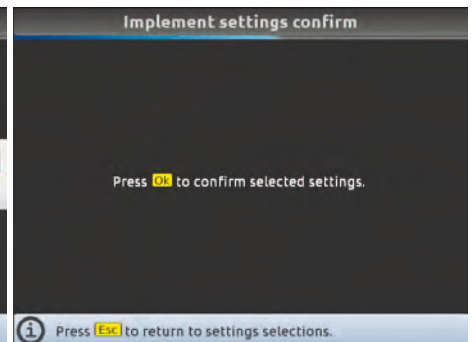 Implement settings confirm
Press Ok to confirm selected settings.
Press Esc to return to settings selections.